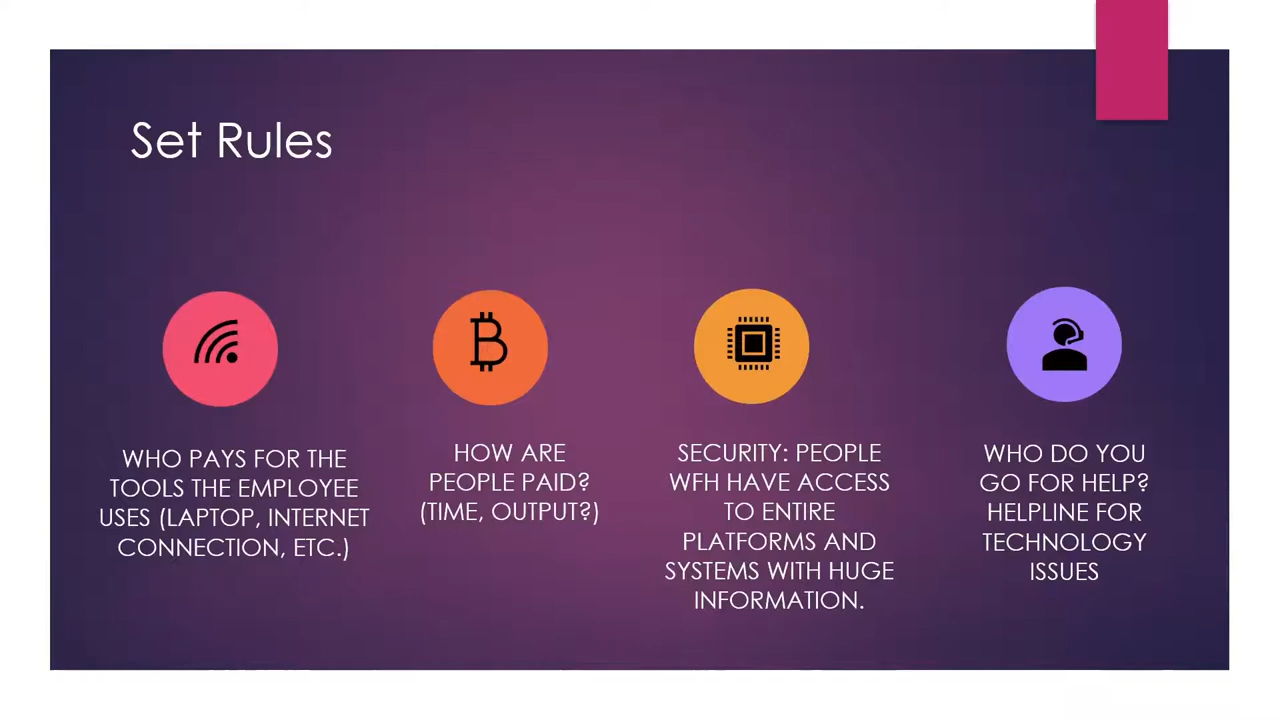 Set Rules
WHO PAYS FOR THE
TOOLS THE EMPLOYEE
USES (LAPTOP, INTERNET
CONNECTION, ETC.)
HOW ARE
PEOPLE PAID?
(TIME, OUTPUT?)
SECURITY: PEOPLE
WFH HAVE ACCESS
TO ENTIRE
PLATFORMS AND
SYSTEMS WITH HUGE
INFORMATION.
WHO DO YOU
GO FOR HELP?
HELPLINE FOR
TECHNOLOGY
ISSUES